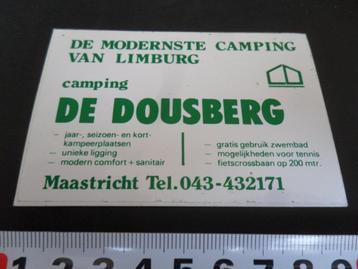 DE MODERNSTE CAMPING
VAN LIMBURG
camping
DE DOUSBERG
— jaar-, seizoen- en kort-
kampeerplaatsen
— unieke ligging
— modern comfort + sanitair
— gratis gebruik zwembad
— mogelijkheden voor tennis
— fietscrossbaan op 200 mtr.
Maastricht Tel. 043-432171
1 2 3 4 5 6 7 8 9